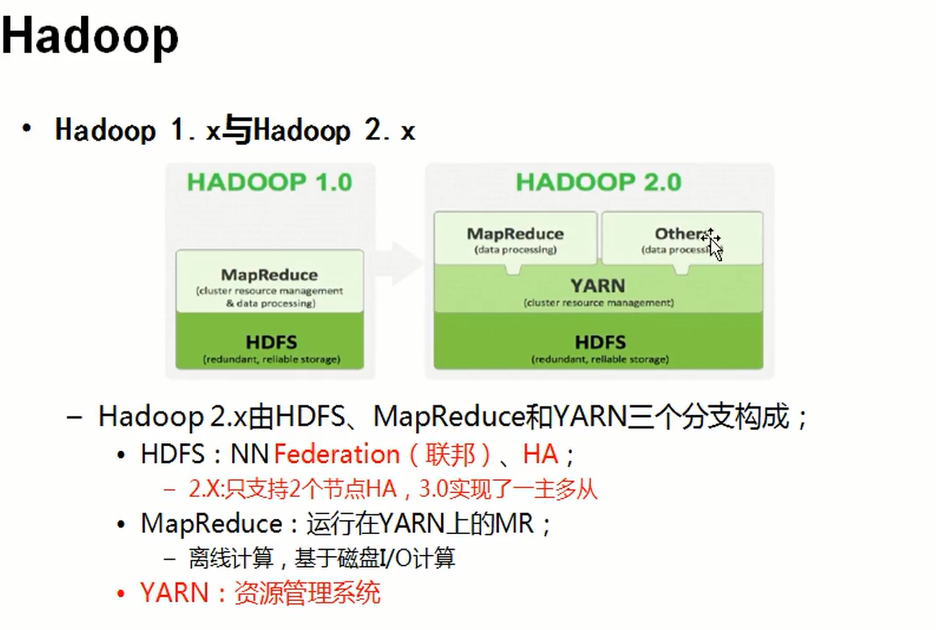 Hadoop
• Hadoop 1. x与Hadoop 2. x
HADOOP 1.0
MapReduce
(cluster resource management
& data processing)
HDFS
(redundant, reliable storage)
HADOOP 2.0
MapReduce
(data processing)
Others
(data processing)
YARN
(cluster resource management)
HDFS
(redundant, reliable storage)
– Hadoop 2.x由HDFS、MapReduce和YARN三个分支构成；
• HDFS：NN Federation（联邦）、HA；
– 2.X:只支持2个节点HA，3.0实现了一主多从
• MapReduce：运行在YARN上的MR；
– 离线计算，基于磁盘I/O计算
• YARN：资源管理系统